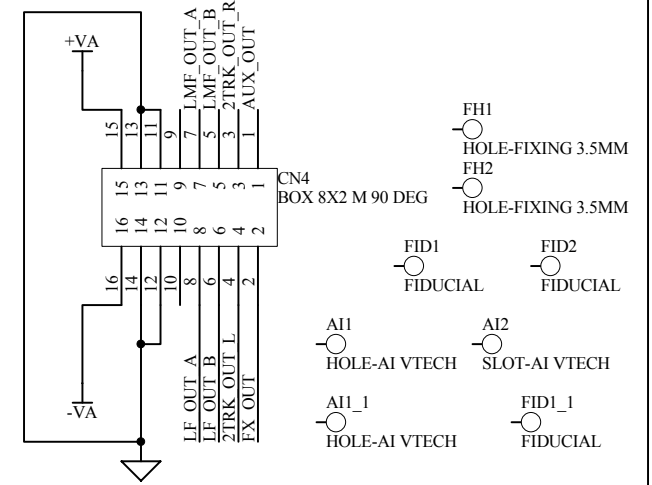 +VA
LMF_OUT_A
LMF_OUT_B
2TRK_OUT_R
AUX_OUT
15
13
11
9
7
5
3
1
15
13
11
9
7
5
3
1
CN4
BOX 8X2 M 90 DEG
16
14
12
10
8
6
4
2
16
14
12
10
8
6
4
2
-VA
LF_OUT_A
LF_OUT_B
2TRK_OUT_L
FX_OUT
FH1
HOLE-FIXING 3.5MM
FH2
HOLE-FIXING 3.5MM
FID1
FIDUCIAL
FID2
FIDUCIAL
AI1
HOLE-AI VTECH
AI2
SLOT-AI VTECH
AI1_1
HOLE-AI VTECH
FID1_1
FIDUCIAL